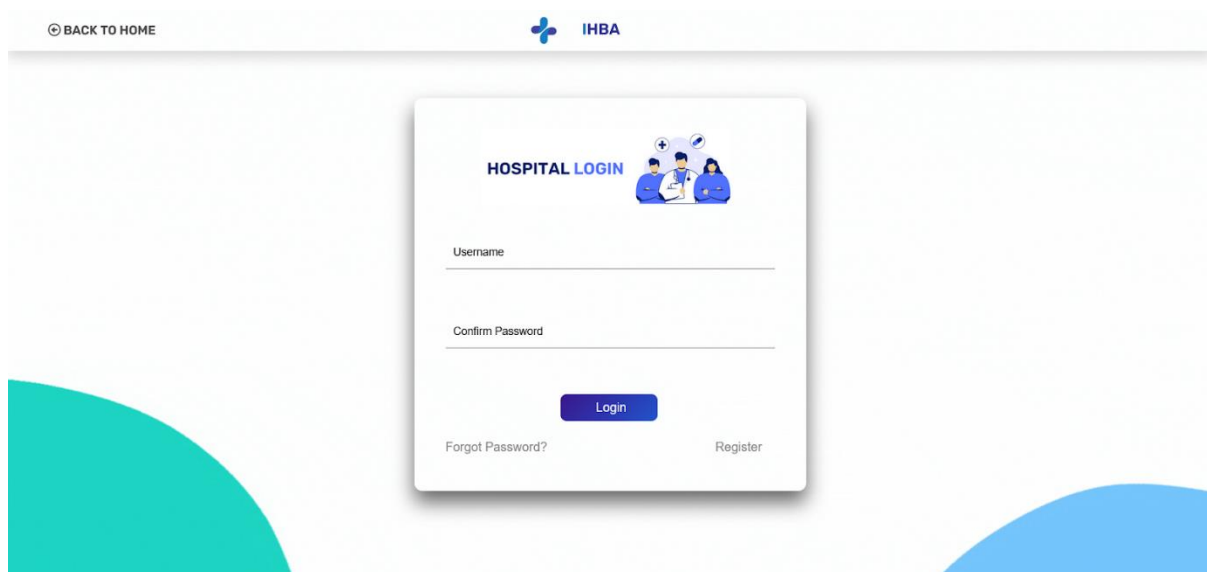 BACK TO HOME
IHBA
HOSPITAL LOGIN
Username
Confirm Password
Login
Forgot Password?
Register